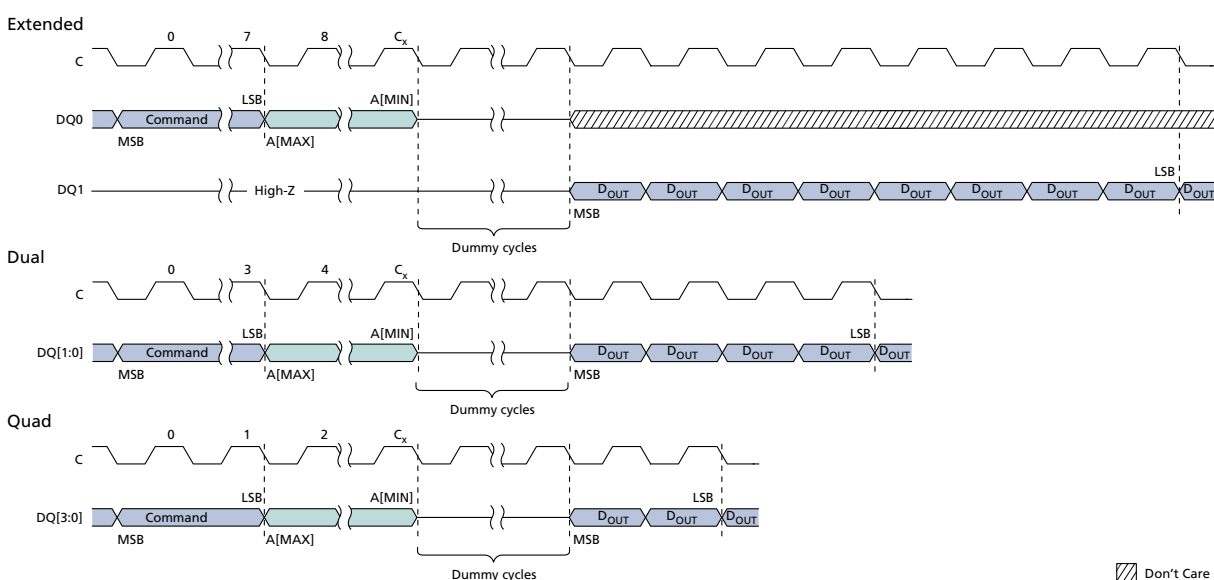 Extended
0 7 8 Cx
C
LSB A[MIN]
DQ0 Command
MSB A[MAX]
LSB
DQ1 High-Z DOUT DOUT DOUT DOUT DOUT DOUT DOUT DOUT DOUT
MSB
Dummy cycles
Dual
0 3 4 Cx
C
LSB A[MIN] LSB
DQ[1:0] Command DOUT DOUT DOUT DOUT DOUT
MSB A[MAX] MSB
Dummy cycles
Quad
0 1 2 Cx
C
LSB A[MIN] LSB
DQ[3:0] Command DOUT DOUT DOUT
MSB A[MAX] MSB
Dummy cycles
Don't Care